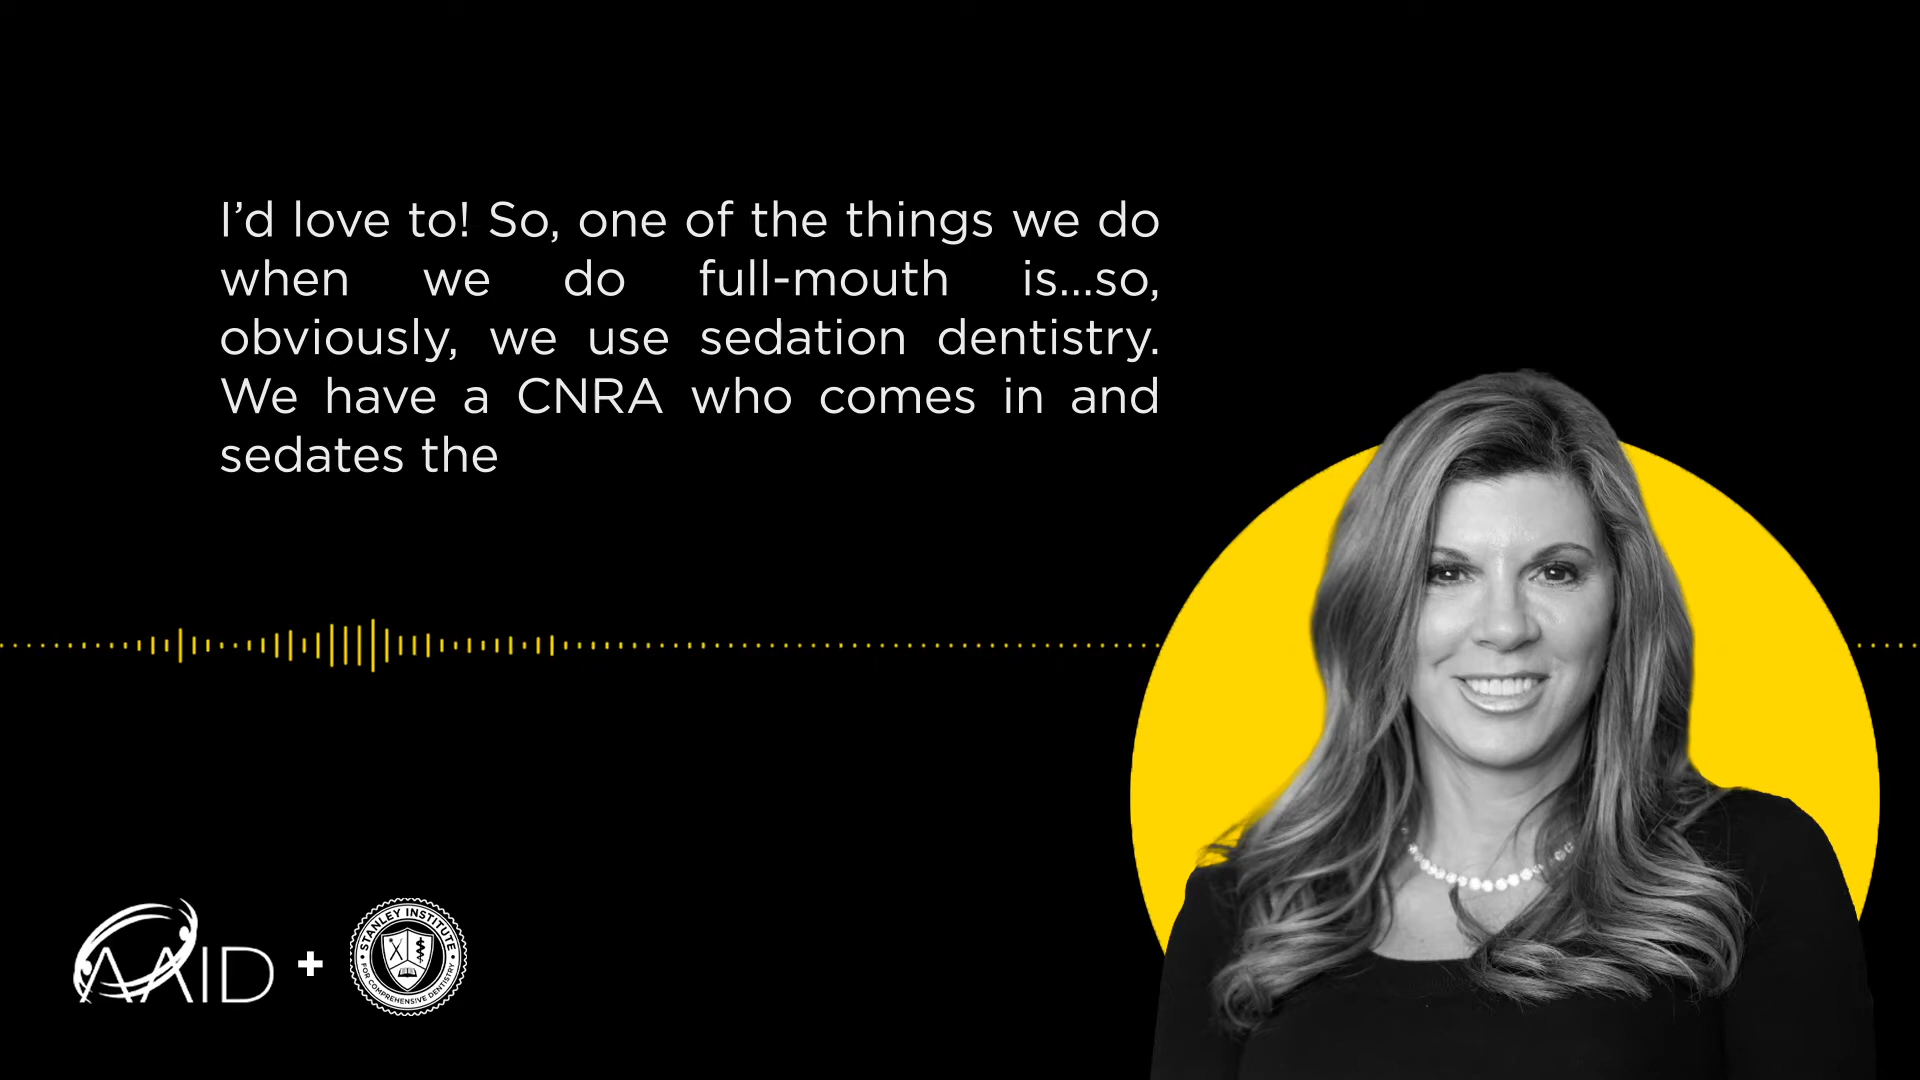 I’d love to! So, one of the things we do
when we do full-mouth is...so,
obviously, we use sedation dentistry.
We have a CNRA who comes in and
sedates the
AAID
+
STANLEY INSTITUTE
FOR COMPREHENSIVE DENTISTRY